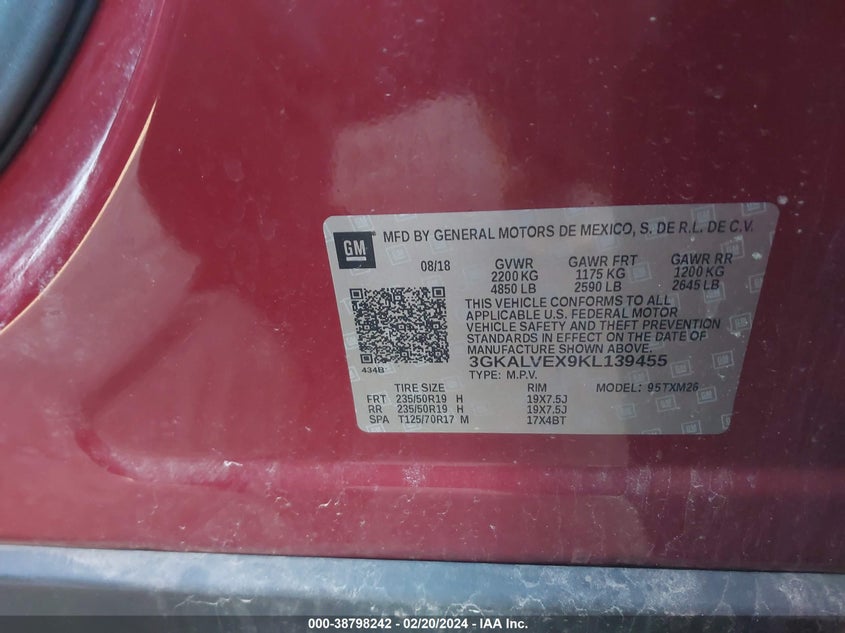 GM
MFD BY GENERAL MOTORS DE MEXICO, S. DE R.L. DE C.V.
08/18 GVWR GAWR FRT GAWR RR
2200 KG 1175 KG 1200 KG
4850 LB 2590 LB 2645 LB
THIS VEHICLE CONFORMS TO ALL
APPLICABLE U.S. FEDERAL MOTOR
VEHICLE SAFETY AND THEFT PREVENTION
STANDARDS IN EFFECT ON THE DATE OF
MANUFACTURE SHOWN ABOVE.
434B 3GKALVEX9KL139455
TYPE: M.P.V. MODEL: 95TXM26
TIRE SIZE RIM
FRT 235/50R19 H 19X7.5J
RR 235/50R19 H 19X7.5J
SPA T125/70R17 M 17X4BT
000-38798242 — 02/20/2024 — © IAA Inc.